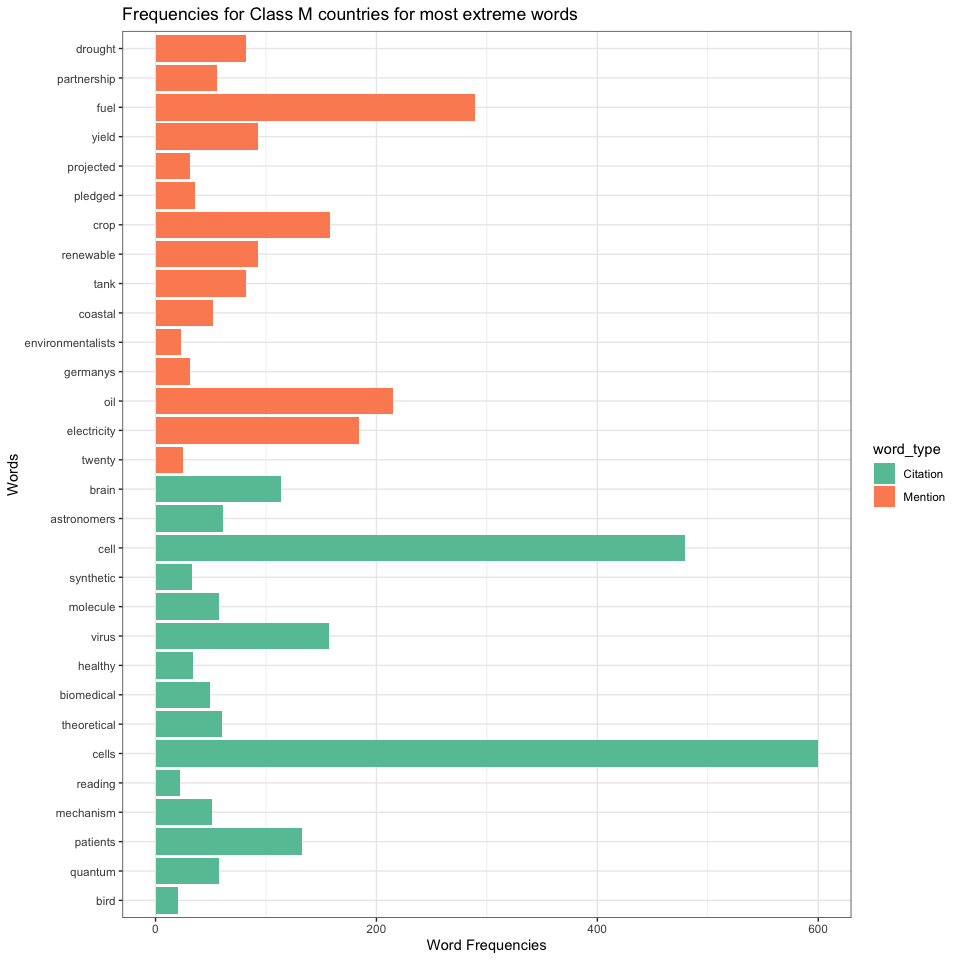 Frequencies for Class M countries for most extreme words
drought
partnership
fuel
yield
projected
pledged
crop
renewable
tank
coastal
environmentalists
germanys
oil
electricity
twenty
brain
astronomers
cell
synthetic
molecule
virus
healthy
biomedical
theoretical
cells
reading
mechanism
patients
quantum
bird
Words
0 200 400 600
Word Frequencies
word_type
Citation
Mention